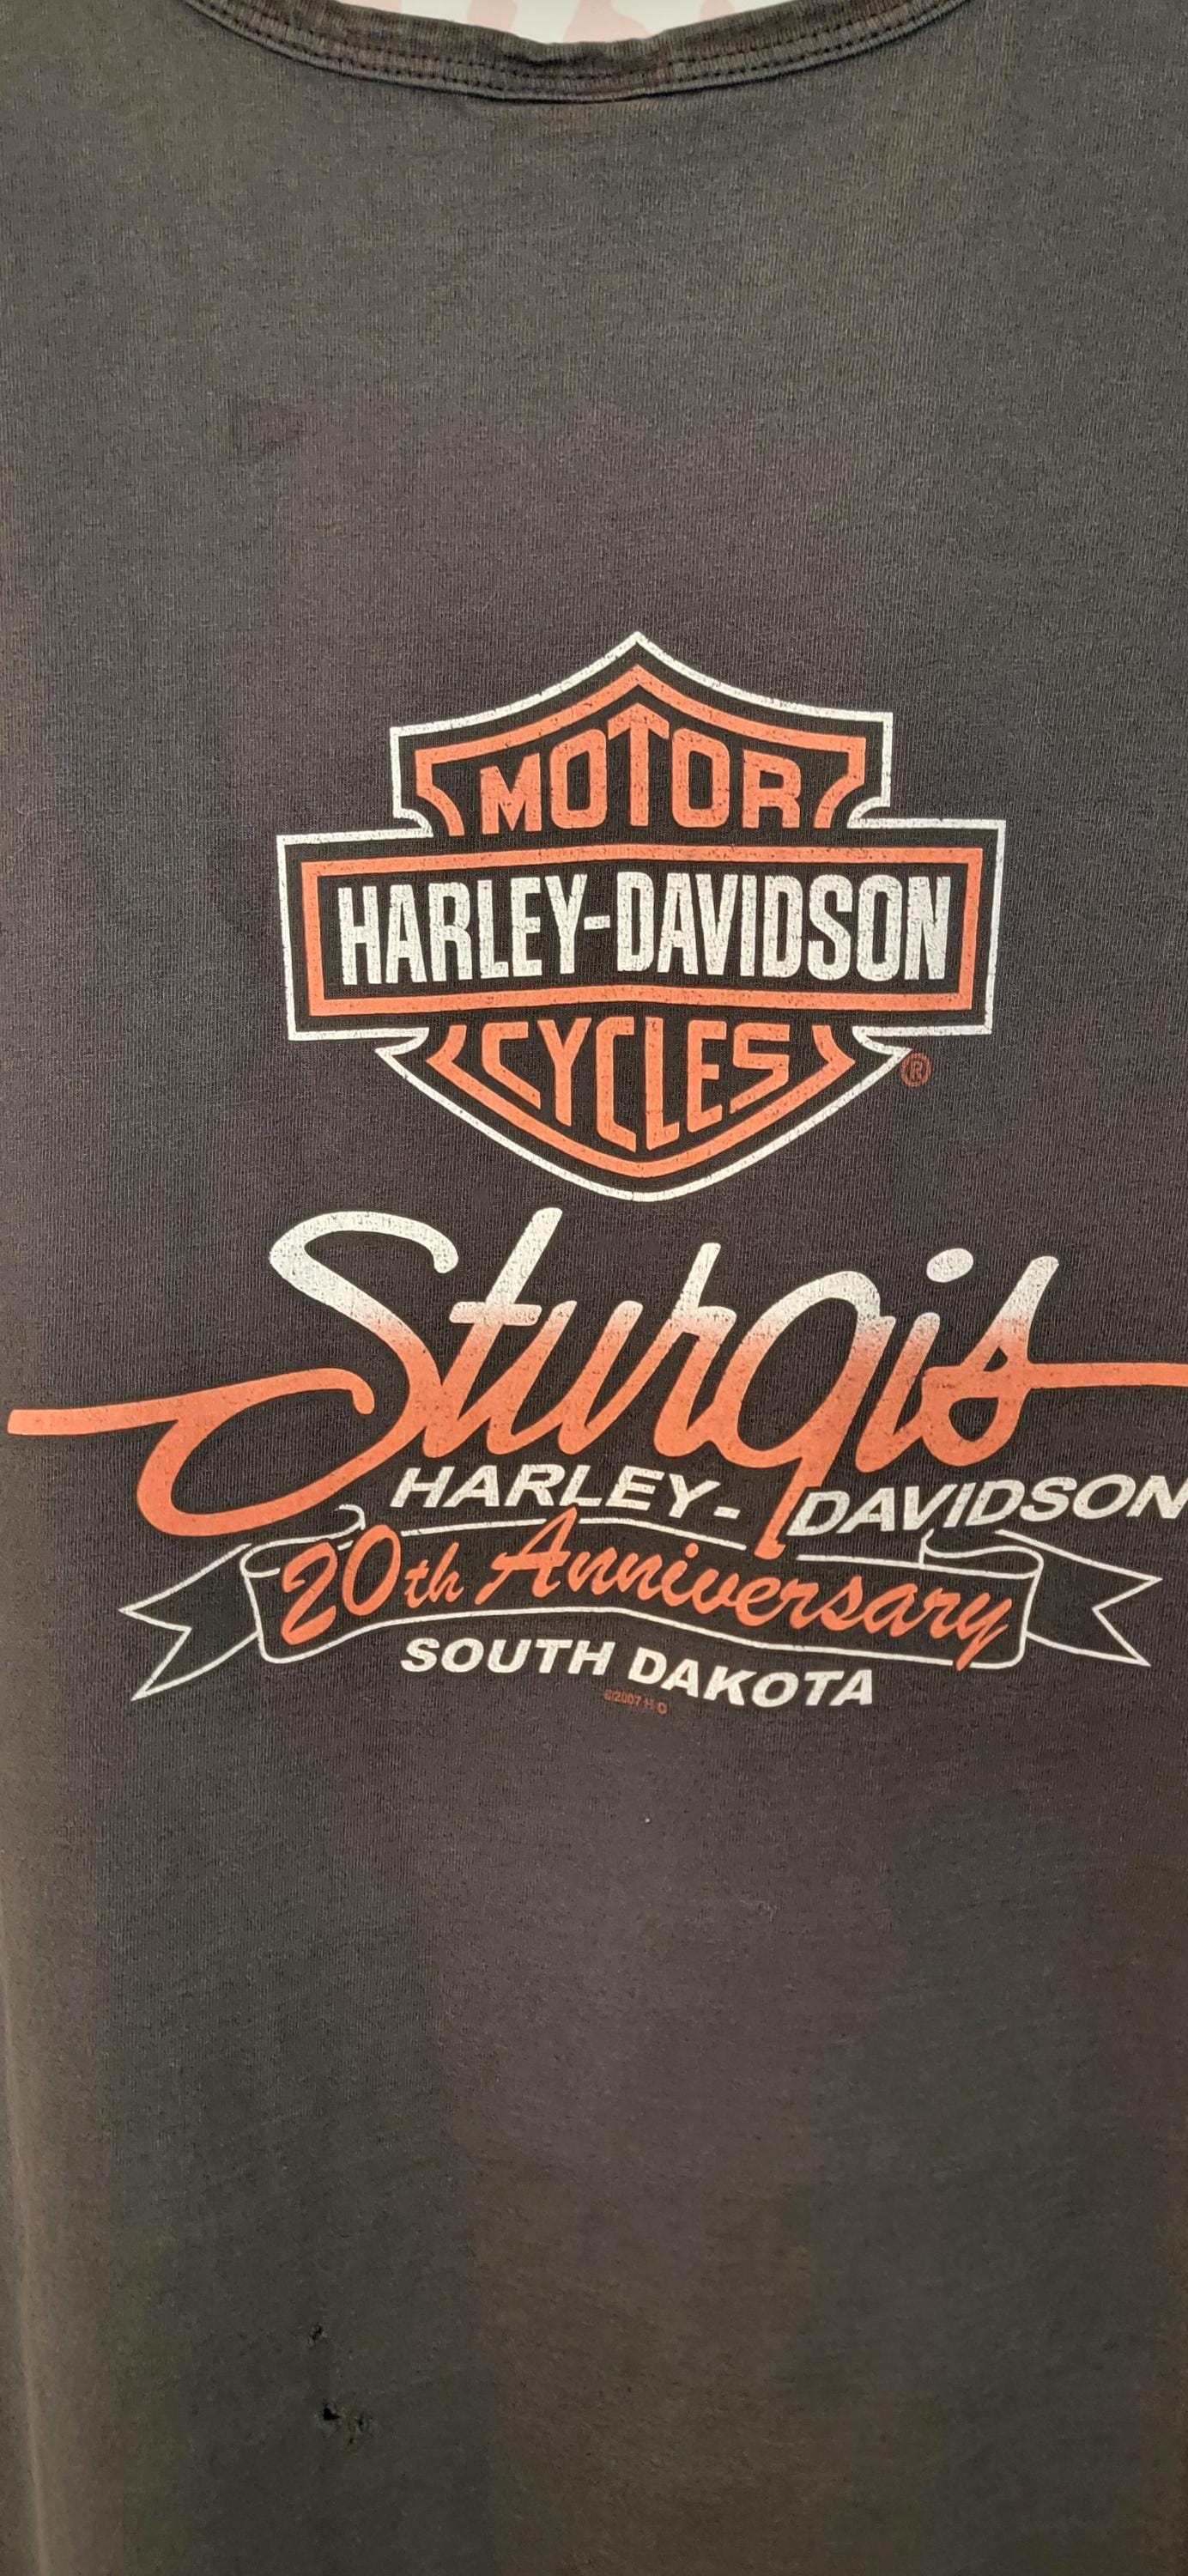 MOTOR
HARLEY-DAVIDSON
CYCLES
®
Sturgis
HARLEY-DAVIDSON
20th Anniversary
SOUTH DAKOTA
©2007 H-D